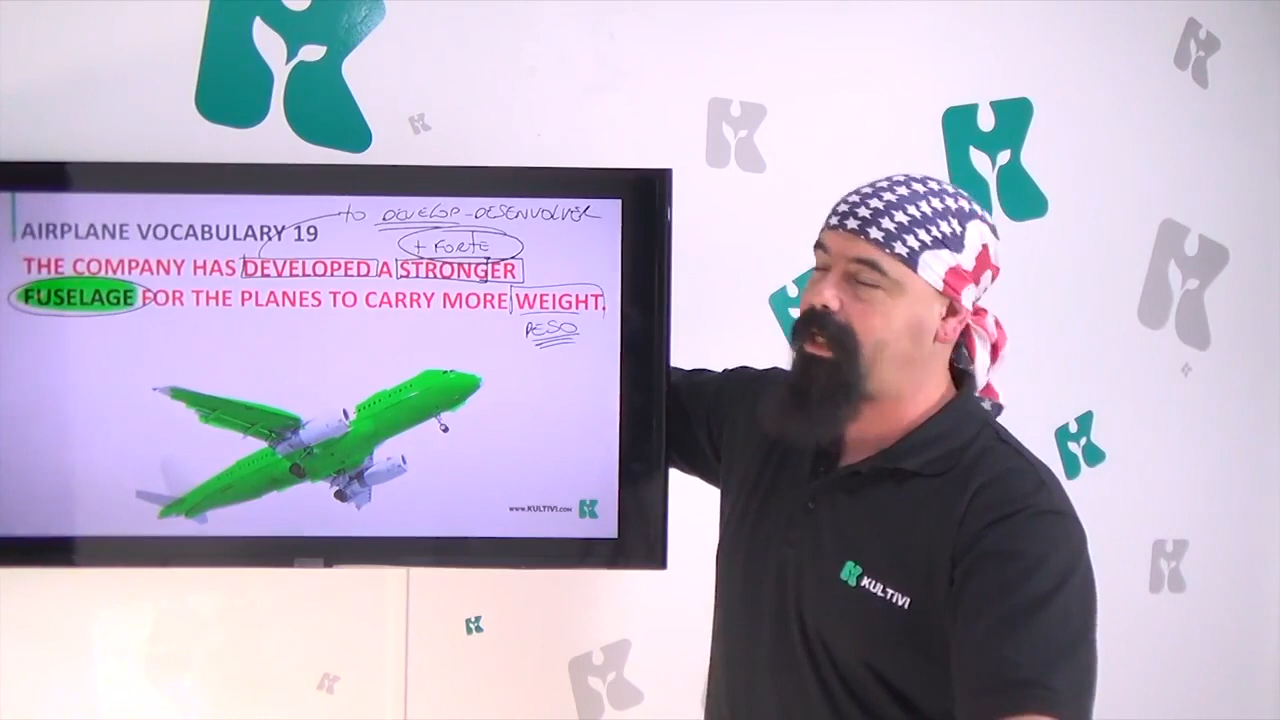 to DEVELOP - DESENVOLVER
AIRPLANE VOCABULARY 19
+ FORTE
THE COMPANY HAS DEVELOPED A STRONGER
FUSELAGE FOR THE PLANES TO CARRY MORE WEIGHT.
PESO
WWW.KULTIVI.COM
KULTIVI